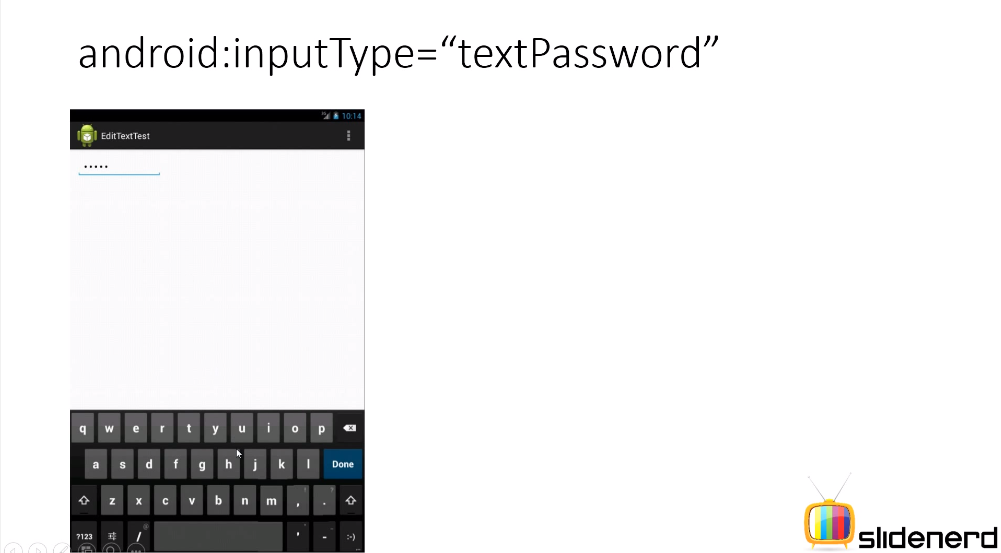 android:inputType=“textPassword”
10:14
EditTextTest
•••••
q w e r t y u i o p
a s d f g h j k l Done
z x c v b n m , .
?123 / ' - :-)
slidenerd